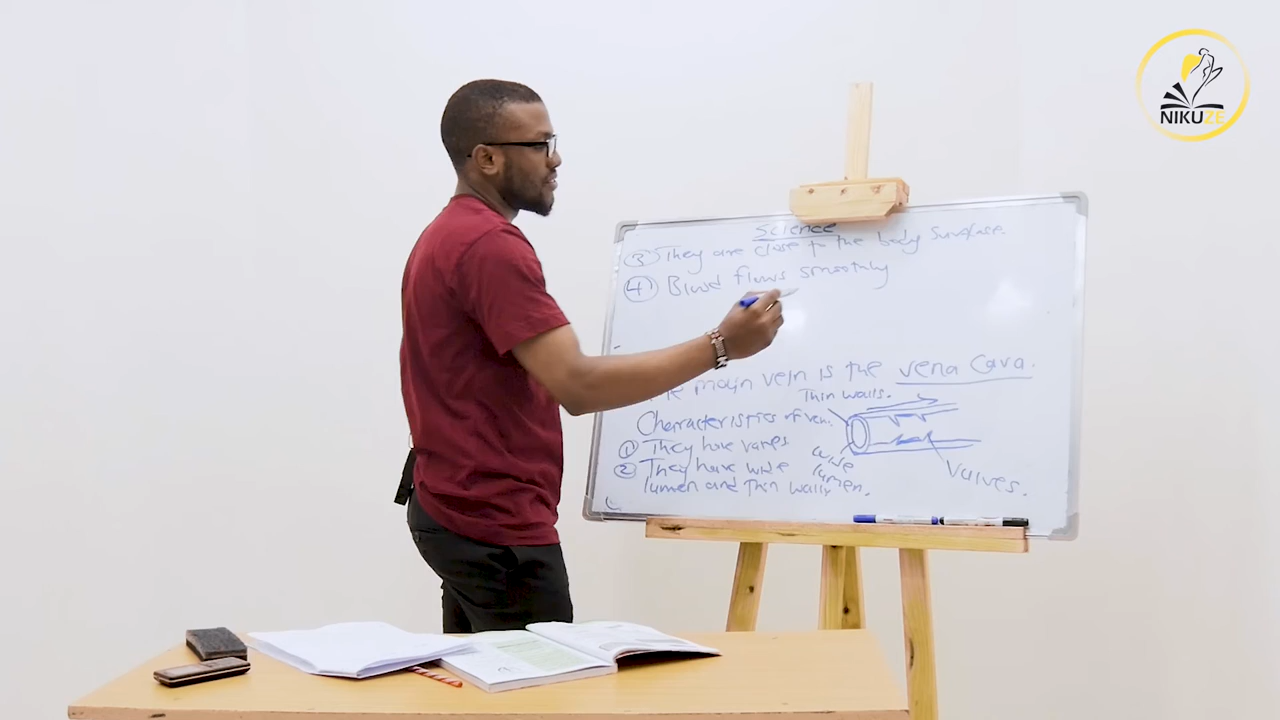 NIKUZE
Science
③ They are close to the body surface.
④ Blood flows smoothly
main vein is the vena Cava.
Thin walls.
Characteristics of vein.
① They have valves
② They have wide
lumen and thin walls
wide
lumen.
Valves.